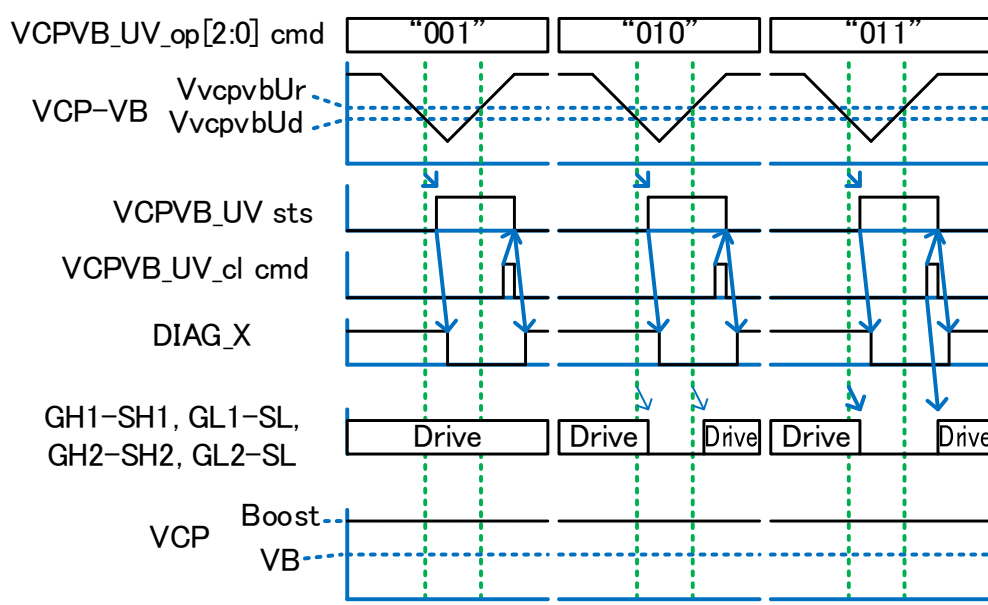 VCPVB_UV_op[2:0] cmd “001” “010” “011”
VvcpvbUr
VCP-VB
VvcpvbUd
VCPVB_UV sts
VCPVB_UV_cl cmd
DIAG_X
GH1-SH1, GL1-SL,
GH2-SH2, GL2-SL
Drive Drive Drive Drive Drive
Boost
VCP
VB